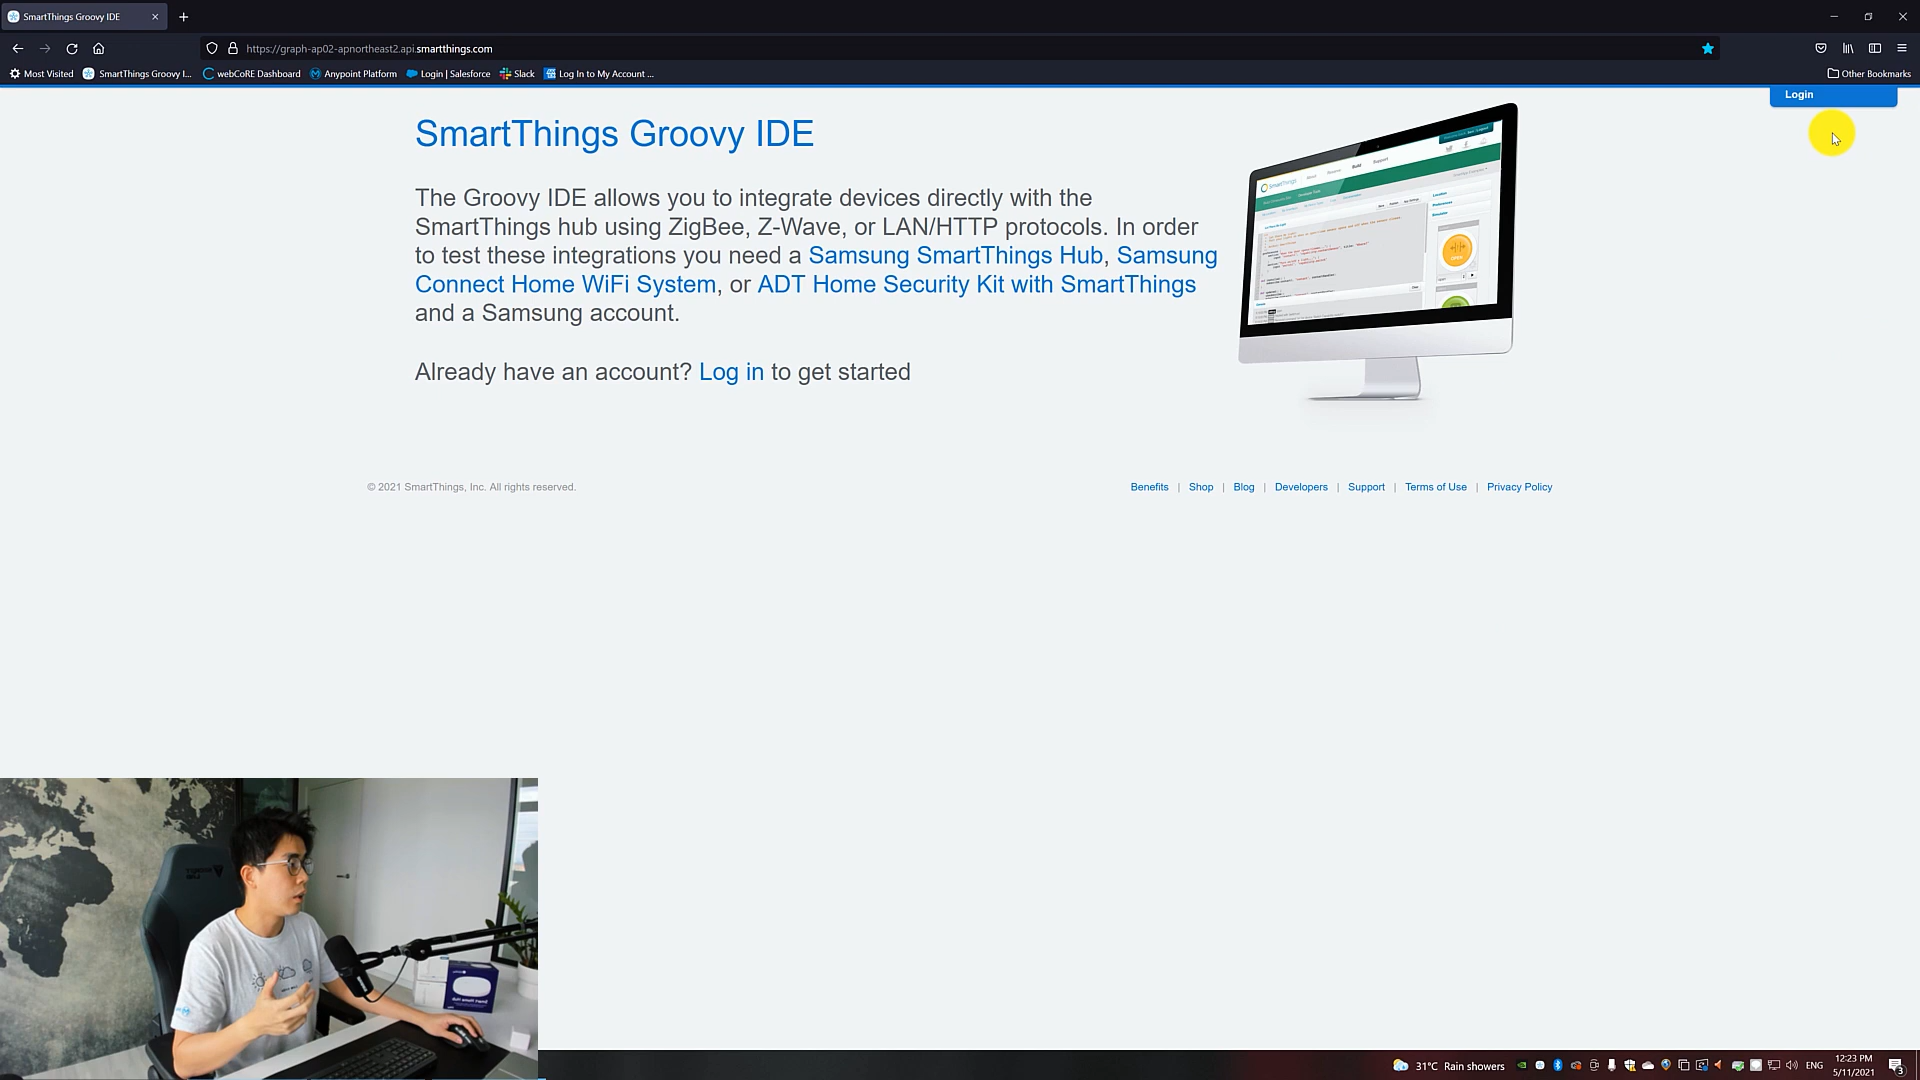 SmartThings Groovy IDE
https://graph-ap02-apnortheast2.api.smartthings.com
Most Visited
SmartThings Groovy I...
webCoRE Dashboard
Anypoint Platform
Login | Salesforce
Slack
Log In to My Account ...
Other Bookmarks
Login
SmartThings Groovy IDE
The Groovy IDE allows you to integrate devices directly with the
SmartThings hub using ZigBee, Z-Wave, or LAN/HTTP protocols. In order
to test these integrations you need a Samsung SmartThings Hub, Samsung
Connect Home WiFi System, or ADT Home Security Kit with SmartThings
and a Samsung account.
Already have an account? Log in to get started
SmartThings
© 2021 SmartThings, Inc. All rights reserved.
Benefits | Shop | Blog | Developers | Support | Terms of Use | Privacy Policy
Smart Home Hub
31°C Rain showers
ENG
12:23 PM
5/11/2021
3